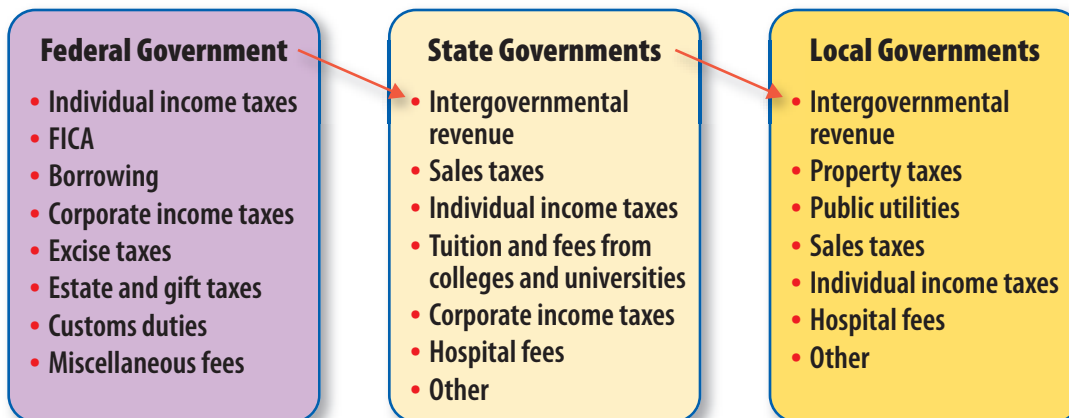 Federal Government
• Individual income taxes
• FICA
• Borrowing
• Corporate income taxes
• Excise taxes
• Estate and gift taxes
• Customs duties
• Miscellaneous fees
State Governments
• Intergovernmental
revenue
• Sales taxes
• Individual income taxes
• Tuition and fees from
colleges and universities
• Corporate income taxes
• Hospital fees
• Other
Local Governments
• Intergovernmental
revenue
• Property taxes
• Public utilities
• Sales taxes
• Individual income taxes
• Hospital fees
• Other